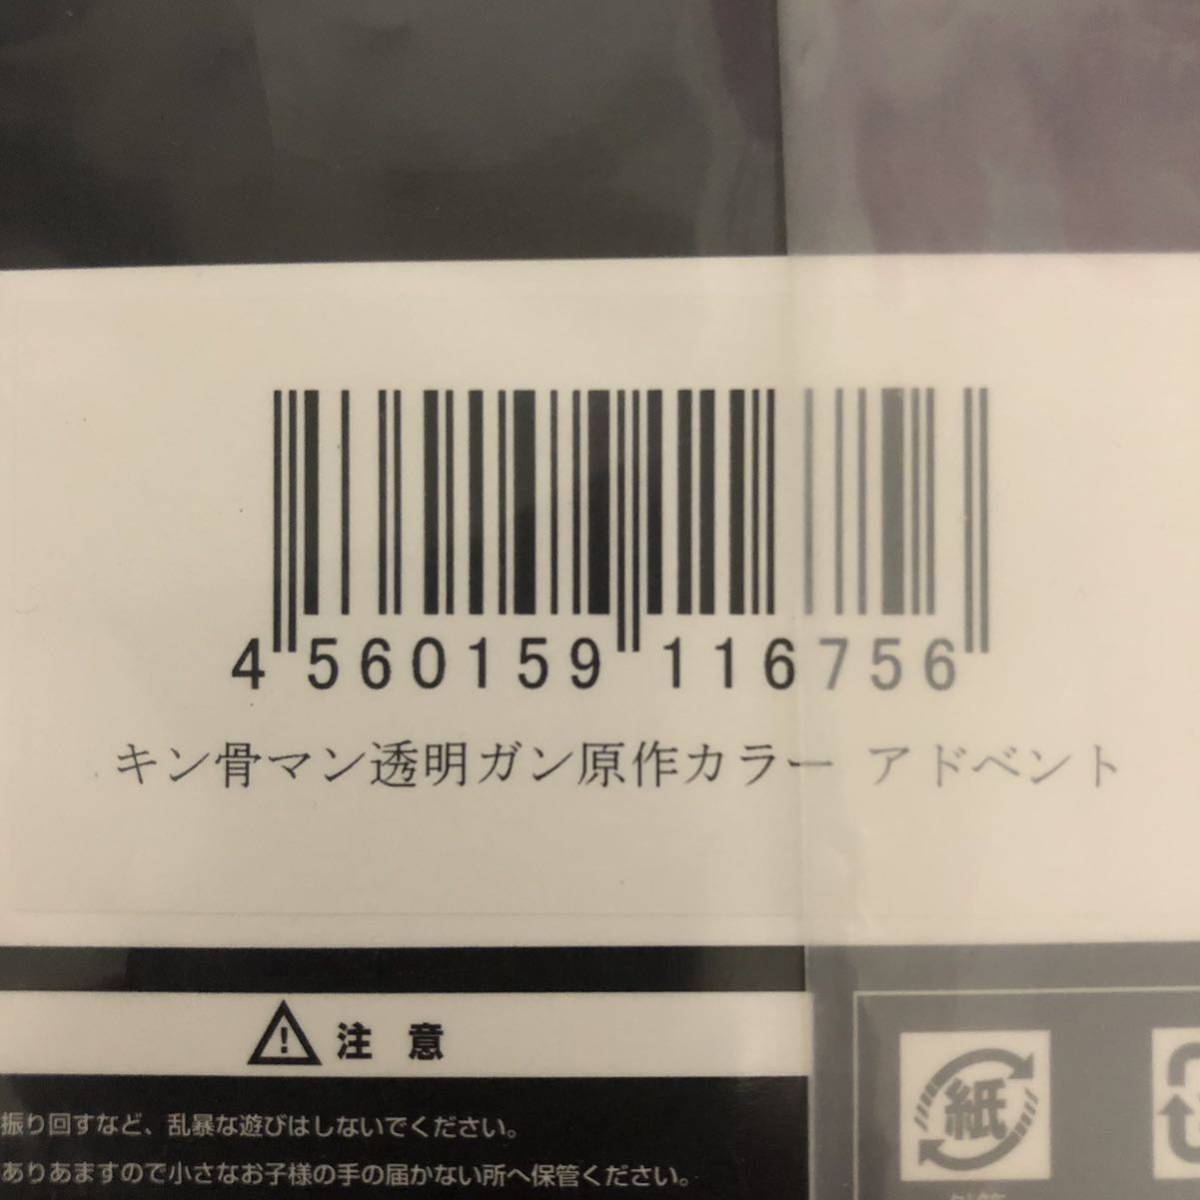 4 560159 116756
キン骨マン透明ガン原作カラー アドベント
注 意
振り回すなど、乱暴な遊びはしないでください。
ありあますので小さなお子様の手の届かない所へ保管ください。
紙